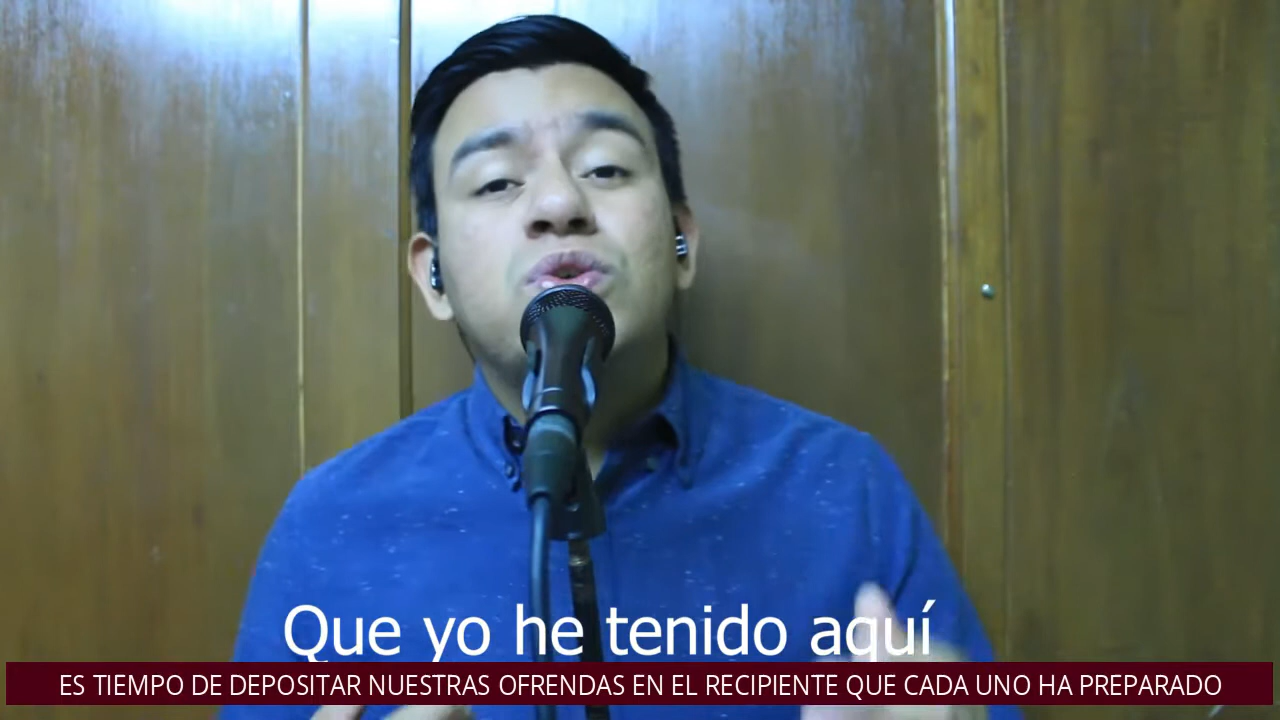 Que yo he tenido aquí
ES TIEMPO DE DEPOSITAR NUESTRAS OFRENDAS EN EL RECIPIENTE QUE CADA UNO HA PREPARADO